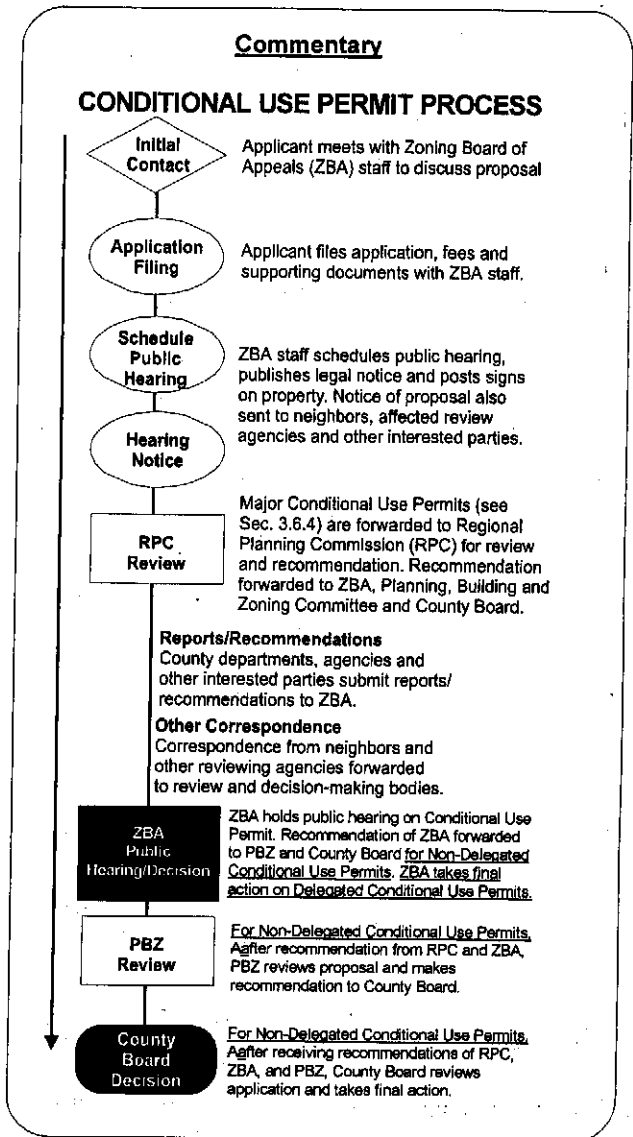 Commentary
CONDITIONAL USE PERMIT PROCESS
Initial
Contact
Applicant meets with Zoning Board of
Appeals (ZBA) staff to discuss proposal
Application
Filing
Applicant files application, fees and
supporting documents with ZBA staff.
Schedule
Public
Hearing
ZBA staff schedules public hearing,
publishes legal notice and posts signs
on property. Notice of proposal also
sent to neighbors, affected review
agencies and other interested parties.
Hearing
Notice
RPC
Review
Major Conditional Use Permits (see
Sec. 3.6.4) are forwarded to Regional
Planning Commission (RPC) for review
and recommendation. Recommendation
forwarded to ZBA, Planning, Building and
Zoning Committee and County Board.
Reports/Recommendations
County departments, agencies and
other interested parties submit reports/
recommendations to ZBA.
Other Correspondence
Correspondence from neighbors and
other reviewing agencies forwarded
to review and decision-making bodies.
ZBA
Public
Hearing/Decision
ZBA holds public hearing on Conditional Use
Permit. Recommendation of ZBA forwarded
to PBZ and County Board for Non-Delegated
Conditional Use Permits. ZBA takes final
action on Delegated Conditional Use Permits.
PBZ
Review
For Non-Delegated Conditional Use Permits,
Aafter recommendation from RPC and ZBA,
PBZ reviews proposal and makes
recommendation to County Board.
County
Board
Decision
For Non-Delegated Conditional Use Permits,
Aafter receiving recommendations of RPC,
ZBA, and PBZ, County Board reviews
application and takes final action.